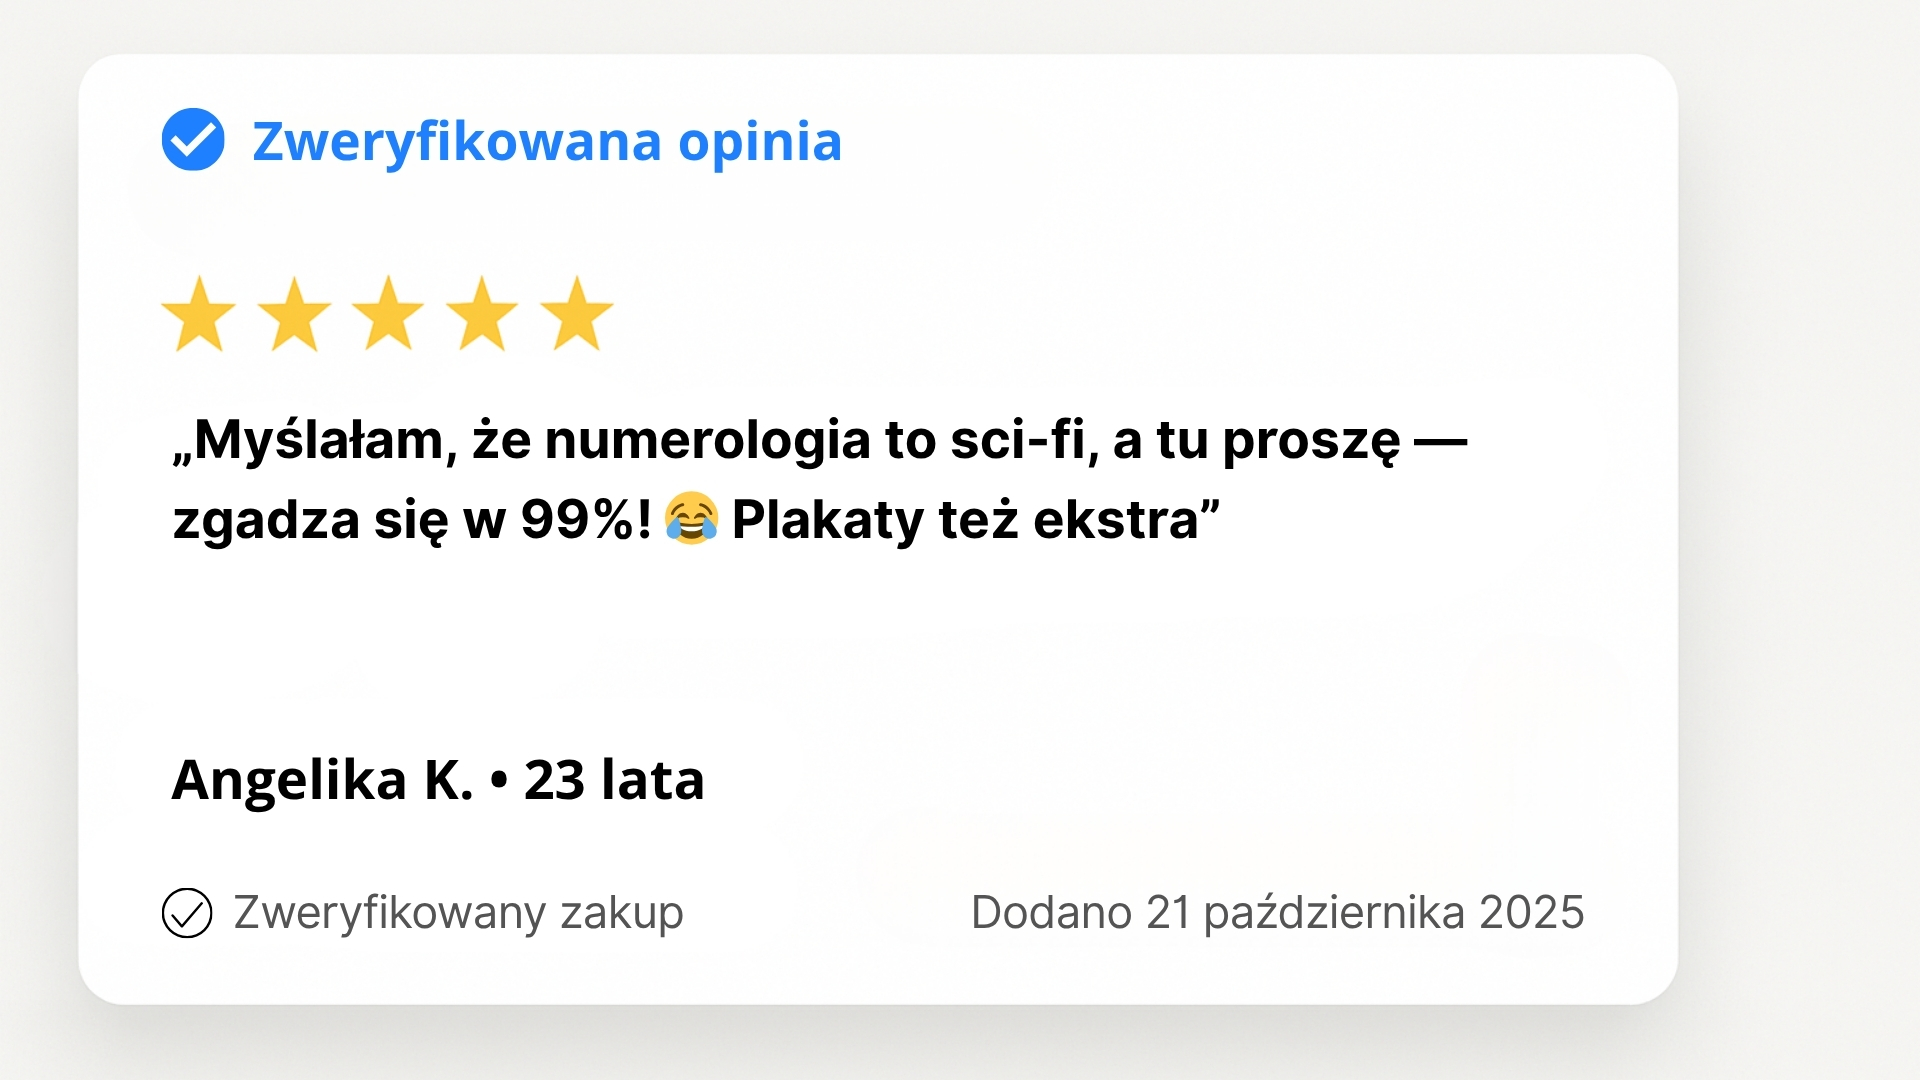 Zweryfikowana opinia
„Myślałam, że numerologia to sci-fi, a tu proszę —
zgadza się w 99%! 😂 Plakaty też ekstra”
Angelika K. • 23 lata
Zweryfikowany zakup
Dodano 21 października 2025